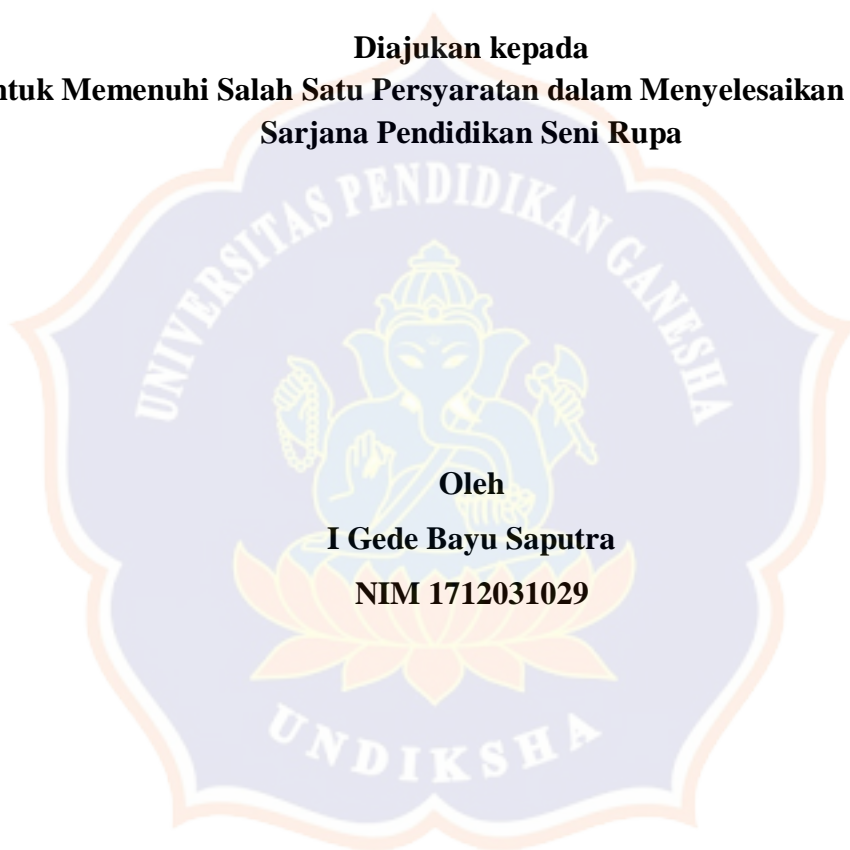 Diajukan kepada
ntuk Memenuhi Salah Satu Persyaratan dalam Menyelesaikan
Sarjana Pendidikan Seni Rupa
UNIVERSITAS PENDIDIKAN GANESHA
Oleh
I Gede Bayu Saputra
NIM 1712031029
UNDIKSHA